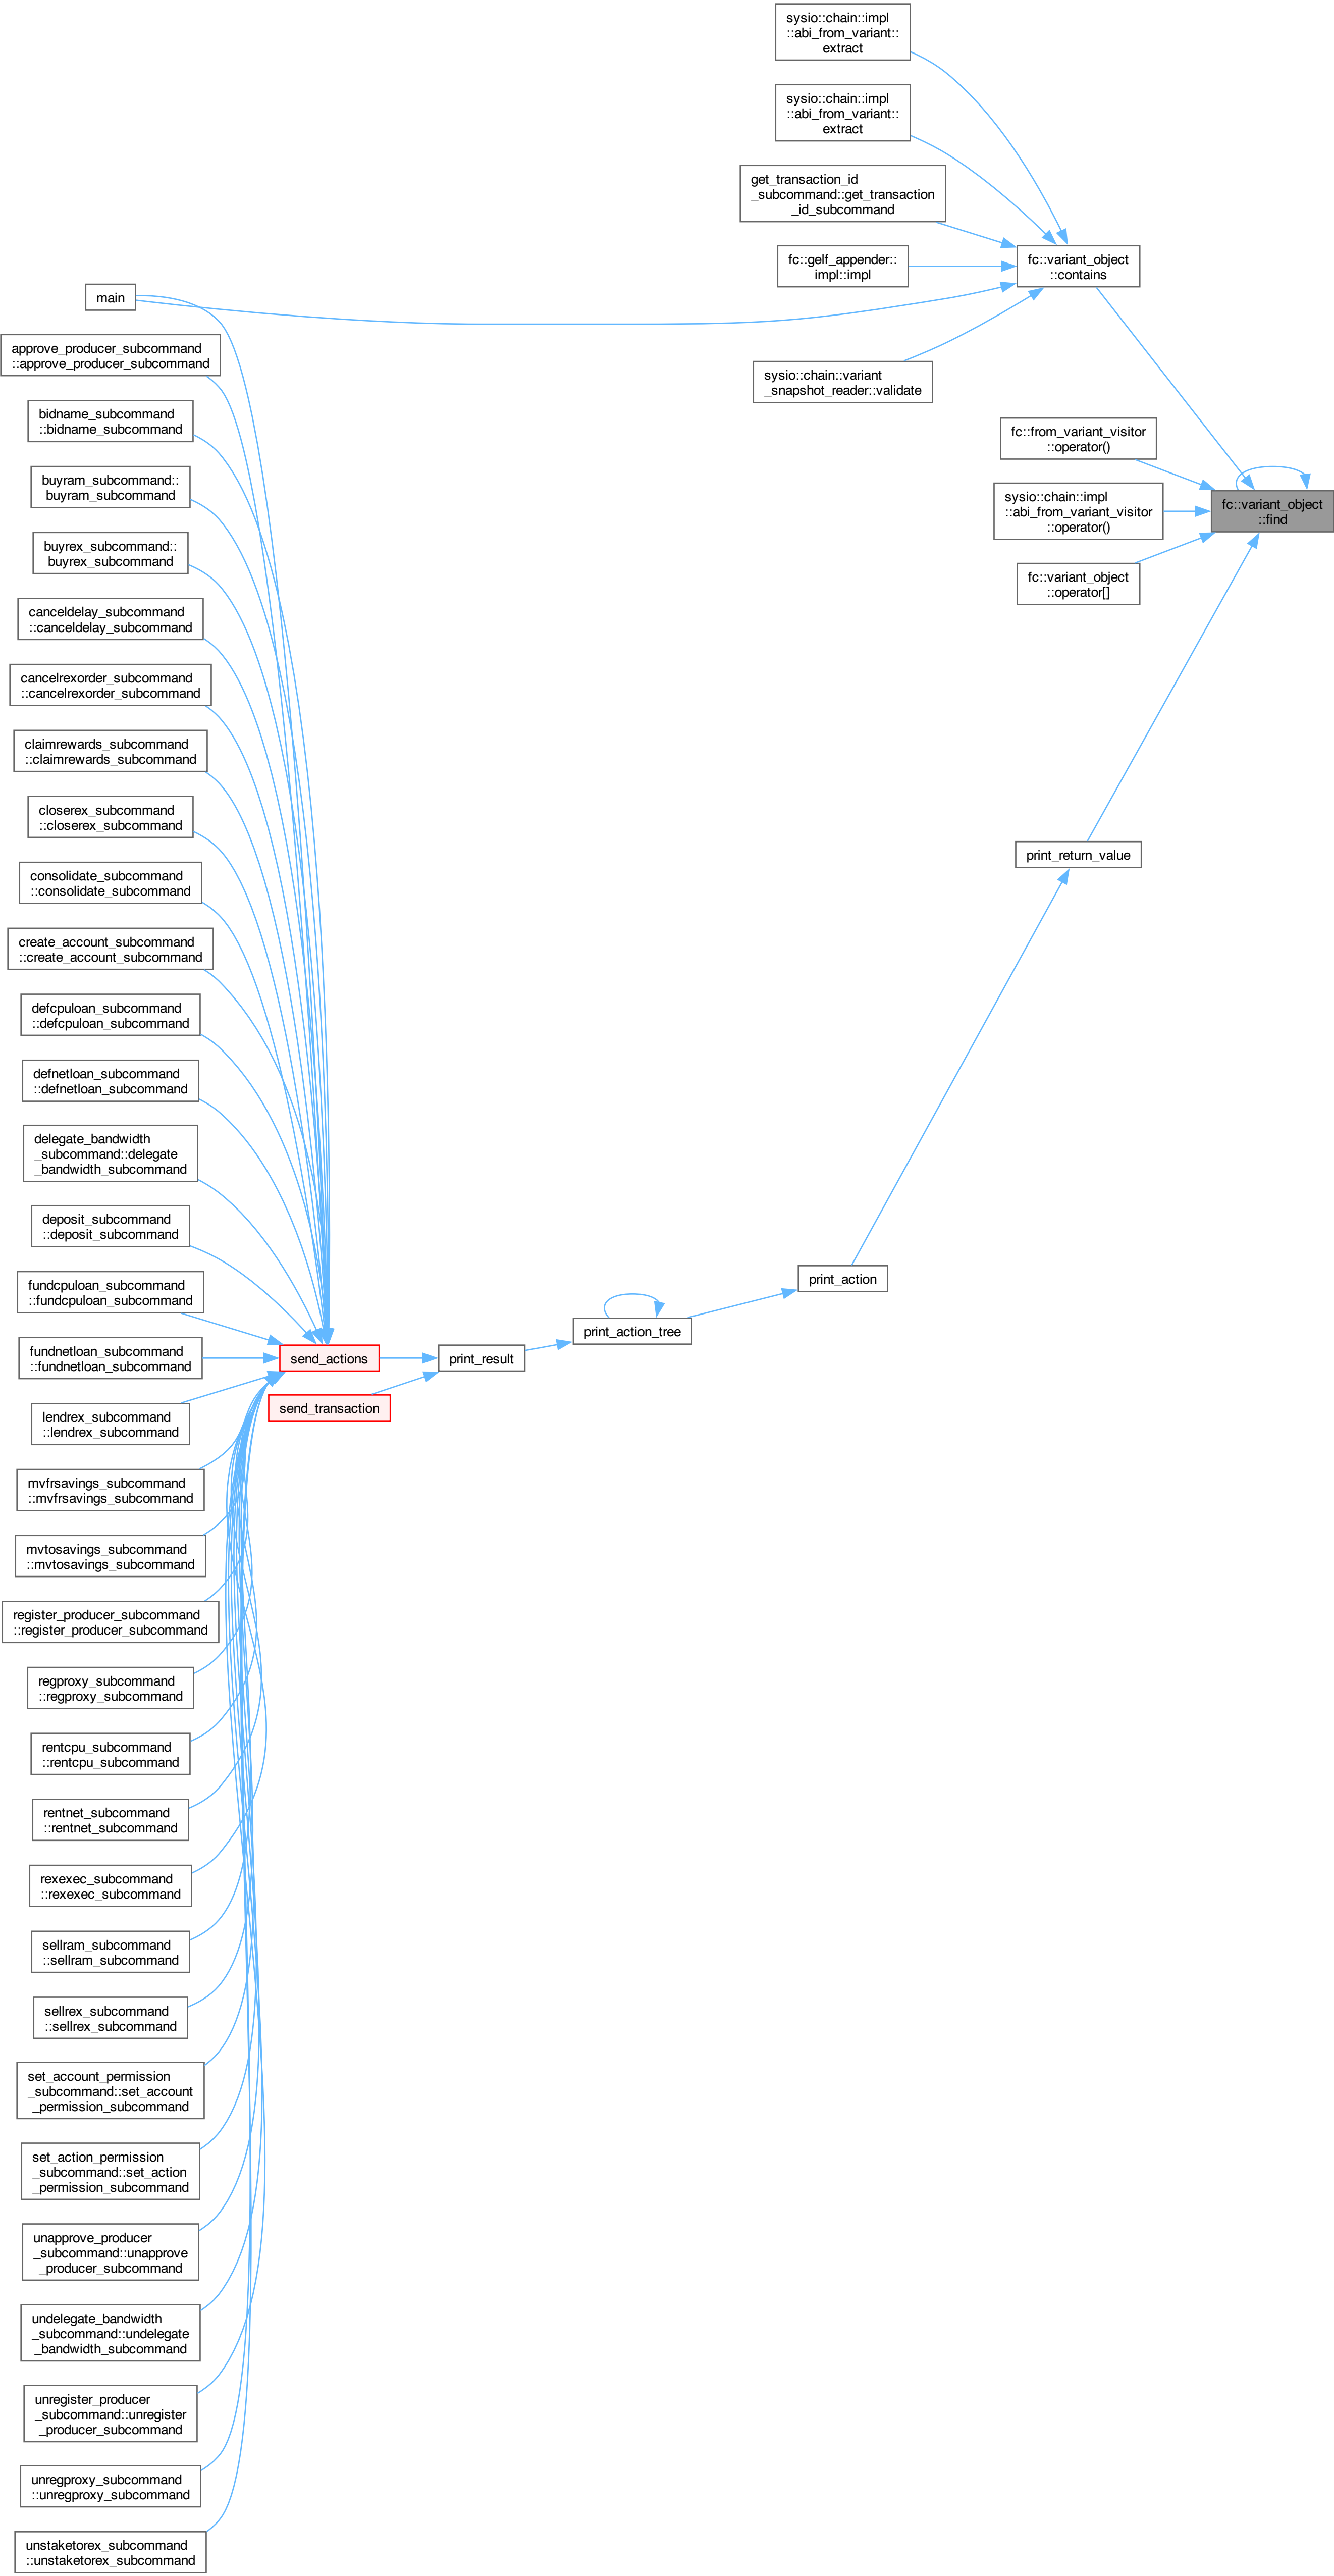 sysio::chain::impl
::abi_from_variant::
extract
sysio::chain::impl
::abi_from_variant::
extract
get_transaction_id
_subcommand::get_transaction
_id_subcommand
fc::variant_object
::contains
fc::gelf_appender::
impl::impl
main
approve_producer_subcommand
::approve_producer_subcommand
sysio::chain::variant
_snapshot_reader::validate
bidname_subcommand
::bidname_subcommand
fc::from_variant_visitor
::operator()
buyram_subcommand::
buyram_subcommand
sysio::chain::impl
::abi_from_variant_visitor
::operator()
fc::variant_object
::find
buyrex_subcommand::
buyrex_subcommand
fc::variant_object
::operator[]
canceldelay_subcommand
::canceldelay_subcommand
cancelrexorder_subcommand
::cancelrexorder_subcommand
claimrewards_subcommand
::claimrewards_subcommand
closerex_subcommand
::closerex_subcommand
print_return_value
consolidate_subcommand
::consolidate_subcommand
create_account_subcommand
::create_account_subcommand
defcpuloan_subcommand
::defcpuloan_subcommand
defnetloan_subcommand
::defnetloan_subcommand
delegate_bandwidth
_subcommand::delegate
_bandwidth_subcommand
deposit_subcommand
::deposit_subcommand
print_action
fundcpuloan_subcommand
::fundcpuloan_subcommand
print_action_tree
fundnetloan_subcommand
::fundnetloan_subcommand
send_actions
print_result
send_transaction
lendrex_subcommand
::lendrex_subcommand
mvfrsavings_subcommand
::mvfrsavings_subcommand
mvtosavings_subcommand
::mvtosavings_subcommand
register_producer_subcommand
::register_producer_subcommand
regproxy_subcommand
::regproxy_subcommand
rentcpu_subcommand
::rentcpu_subcommand
rentnet_subcommand
::rentnet_subcommand
rexexec_subcommand
::rexexec_subcommand
sellram_subcommand
::sellram_subcommand
sellrex_subcommand
::sellrex_subcommand
set_account_permission
_subcommand::set_account
_permission_subcommand
set_action_permission
_subcommand::set_action
_permission_subcommand
unapprove_producer
_subcommand::unapprove
_producer_subcommand
undelegate_bandwidth
_subcommand::undelegate
_bandwidth_subcommand
unregister_producer
_subcommand::unregister
_producer_subcommand
unregproxy_subcommand
::unregproxy_subcommand
unstaketorex_subcommand
::unstaketorex_subcommand